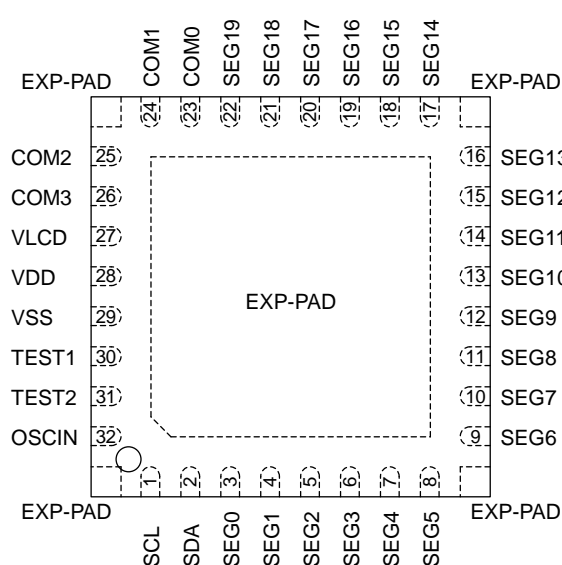 COM1 COM0 SEG19 SEG18 SEG17 SEG16 SEG15 SEG14
EXP-PAD EXP-PAD
24 23 22 21 20 19 18 17
COM2 25 16 SEG13
COM3 26 15 SEG12
VLCD 27 14 SEG11
VDD 28 13 SEG10
EXP-PAD
VSS 29 12 SEG9
TEST1 30 11 SEG8
TEST2 31 10 SEG7
OSCIN 32 9 SEG6
1 2 3 4 5 6 7 8
EXP-PAD EXP-PAD
SCL SDA SEG0 SEG1 SEG2 SEG3 SEG4 SEG5